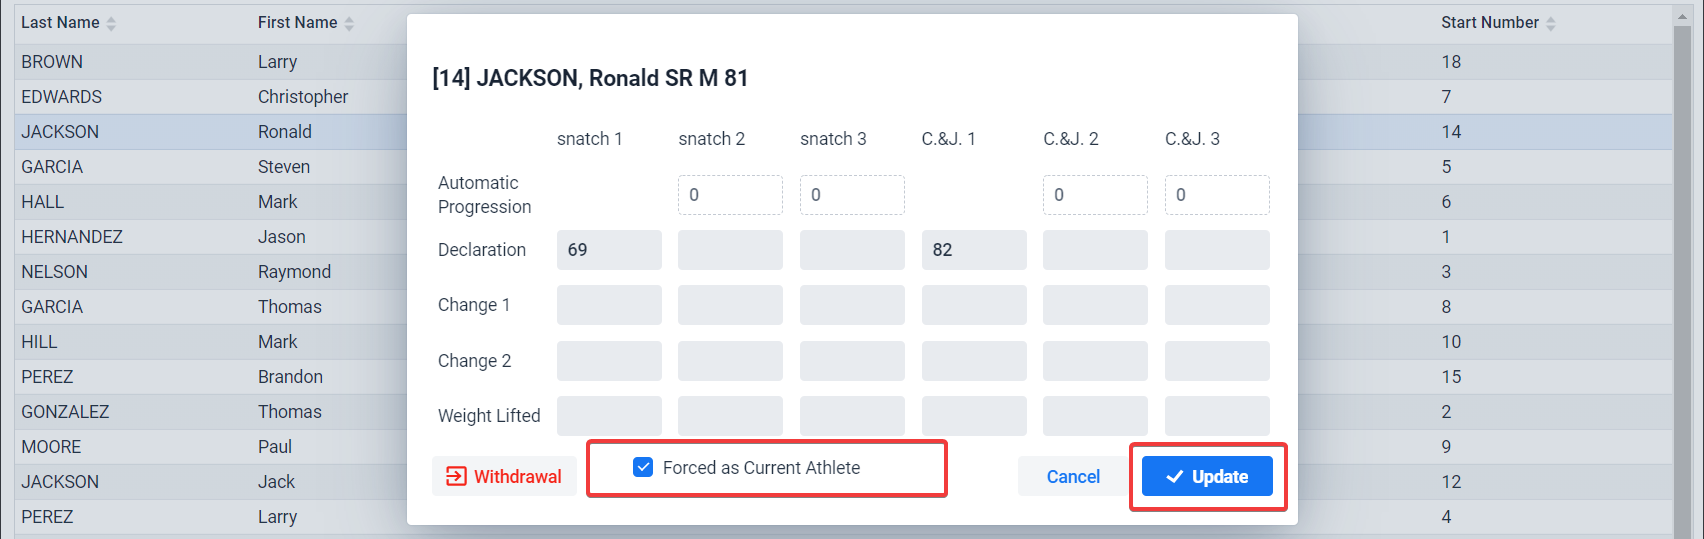 Last Name First Name Start Number
BROWN Larry 18
EDWARDS Christopher 7
JACKSON Ronald 14
GARCIA Steven 5
HALL Mark 6
HERNANDEZ Jason 1
NELSON Raymond 3
GARCIA Thomas 8
HILL Mark 10
PEREZ Brandon 15
GONZALEZ Thomas 2
MOORE Paul 9
JACKSON Jack 12
PEREZ Larry 4
[14] JACKSON, Ronald SR M 81
snatch 1 snatch 2 snatch 3 C.&J. 1 C.&J. 2 C.&J. 3
Automatic
Progression 0 0 0 0
Declaration 69 82
Change 1
Change 2
Weight Lifted
Withdrawal Forced as Current Athlete Cancel Update